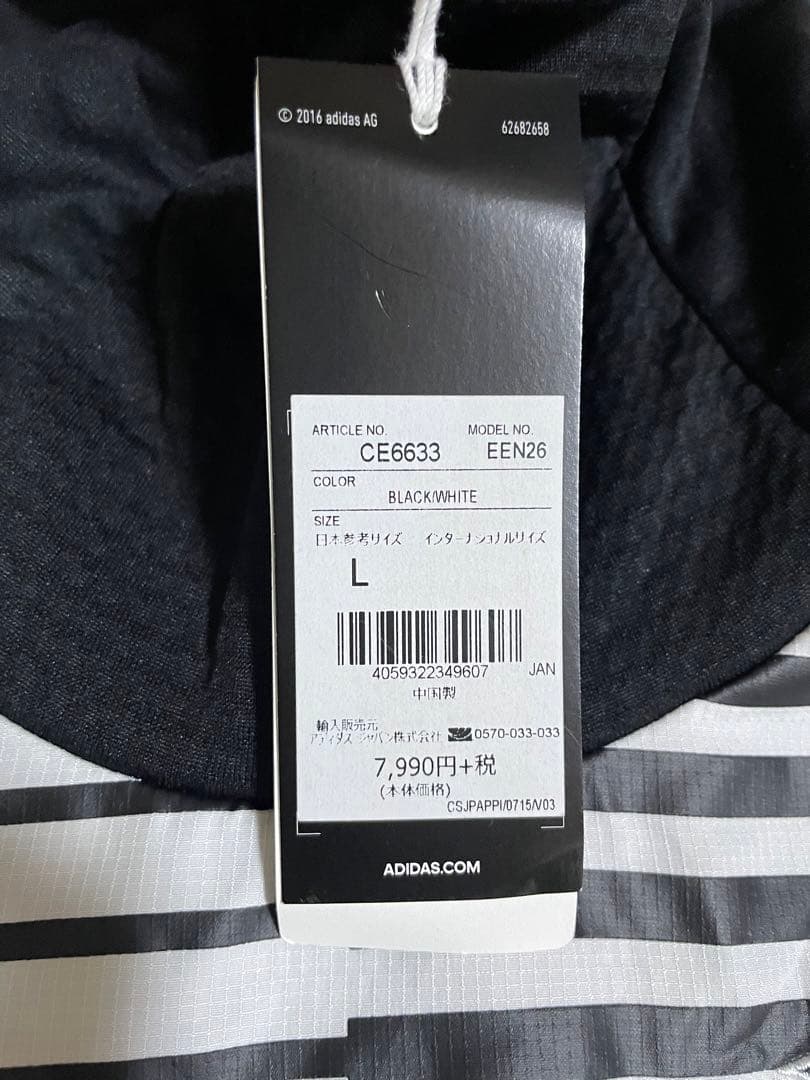 © 2016 adidas AG
62682658
ARTICLE NO. MODEL NO.
CE6633 EEN26
COLOR
BLACK/WHITE
SIZE
日本参考サイズ インターナショナルサイズ
L
4059322349607 JAN
中国製
輸入販売元
アディダス ジャパン株式会社 0570-033-033
7,990円+税
(本体価格)
CSJPAPPI/0715/V03
ADIDAS.COM